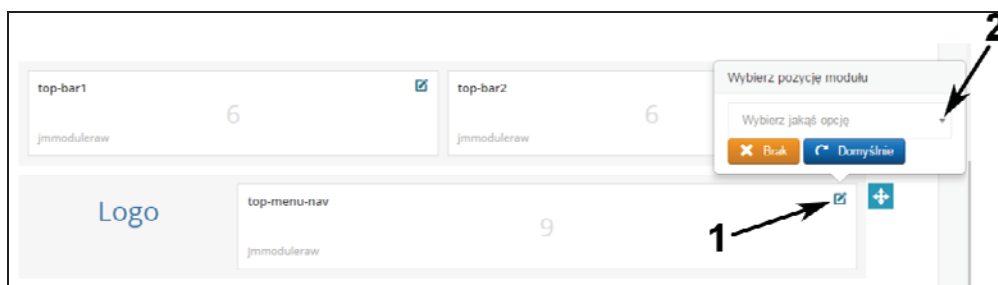 2
Wybierz pozycję modułu
top-bar1
top-bar2
6
6
Wybierz jakąś opcję
jmmoduleraw
jmmoduleraw
Brak
Domyślnie
Logo
top-menu-nav
9
1
jmmoduleraw